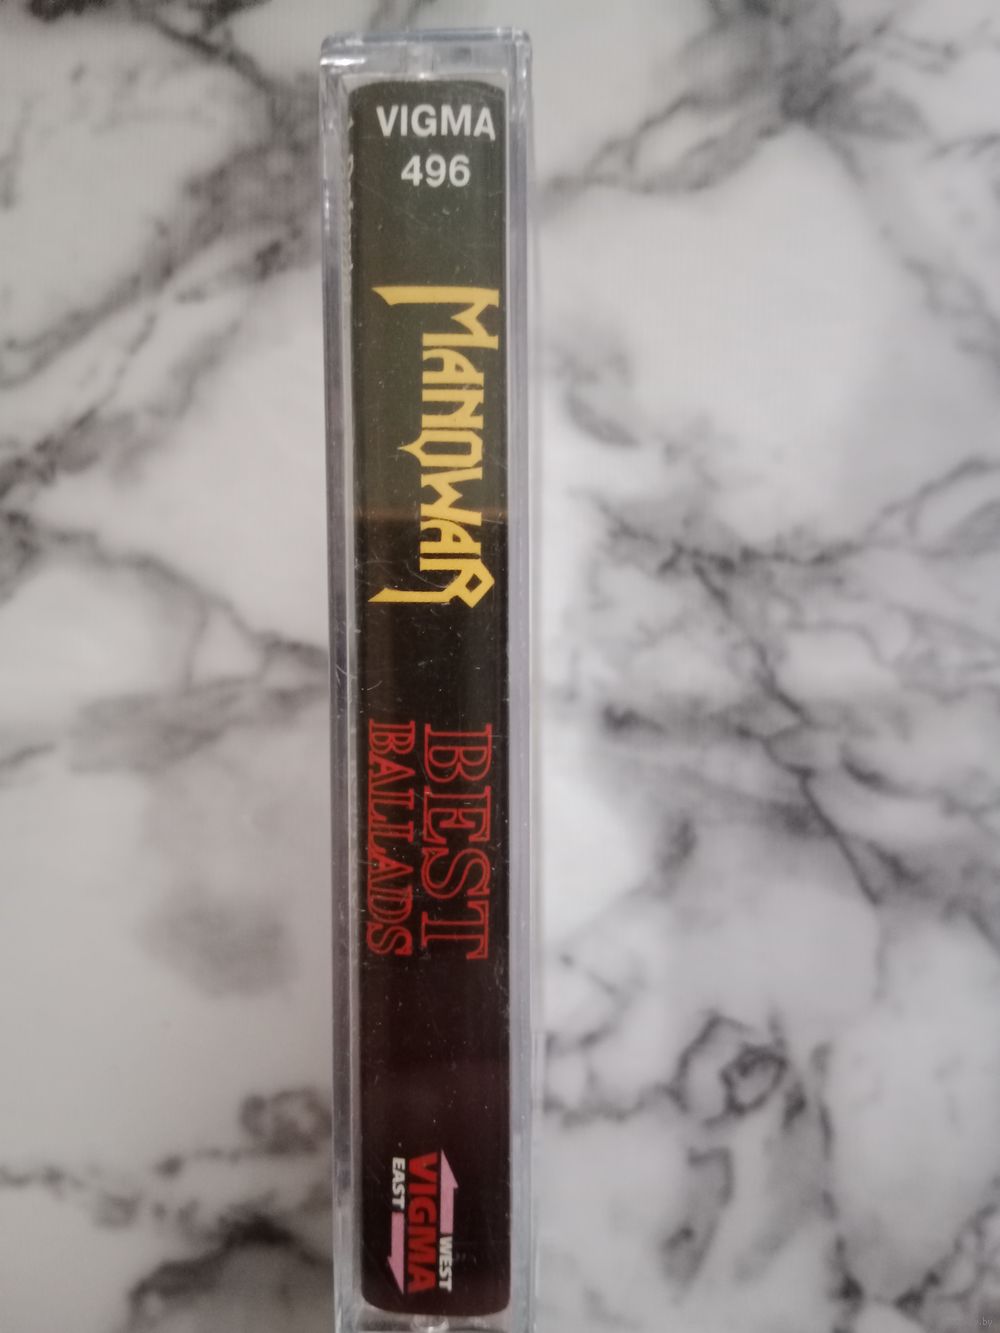 VIGMA
496
MANOWAR
BEST
BALLADS
WEST
VIGMA
EAST